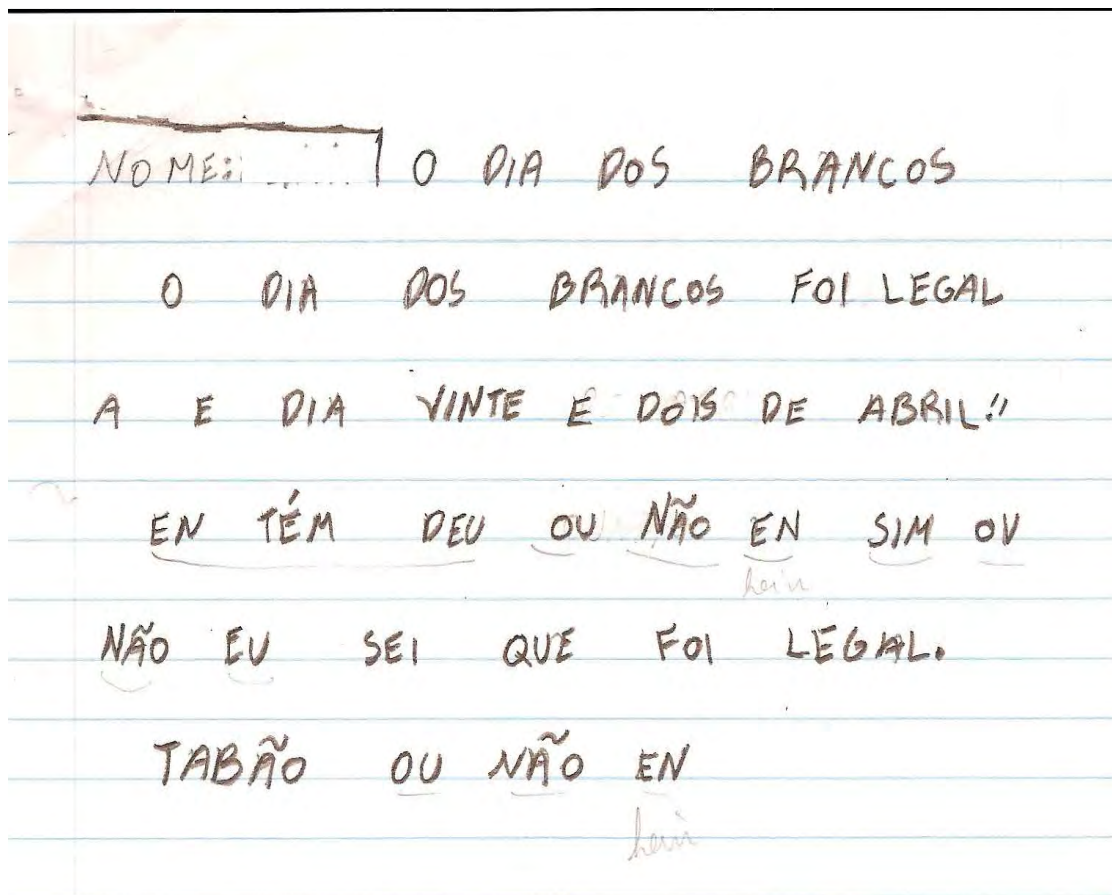 NOME: O DIA DOS BRANCOS
O DIA DOS BRANCOS FOI LEGAL
A E DIA VINTE E DOIS DE ABRIL!!
EN TÉM DEU OU NÃO EN SIM OU
hein
NÃO EU SEI QUE FOI LEGAL.
TABÃO OU NÃO EN
hein